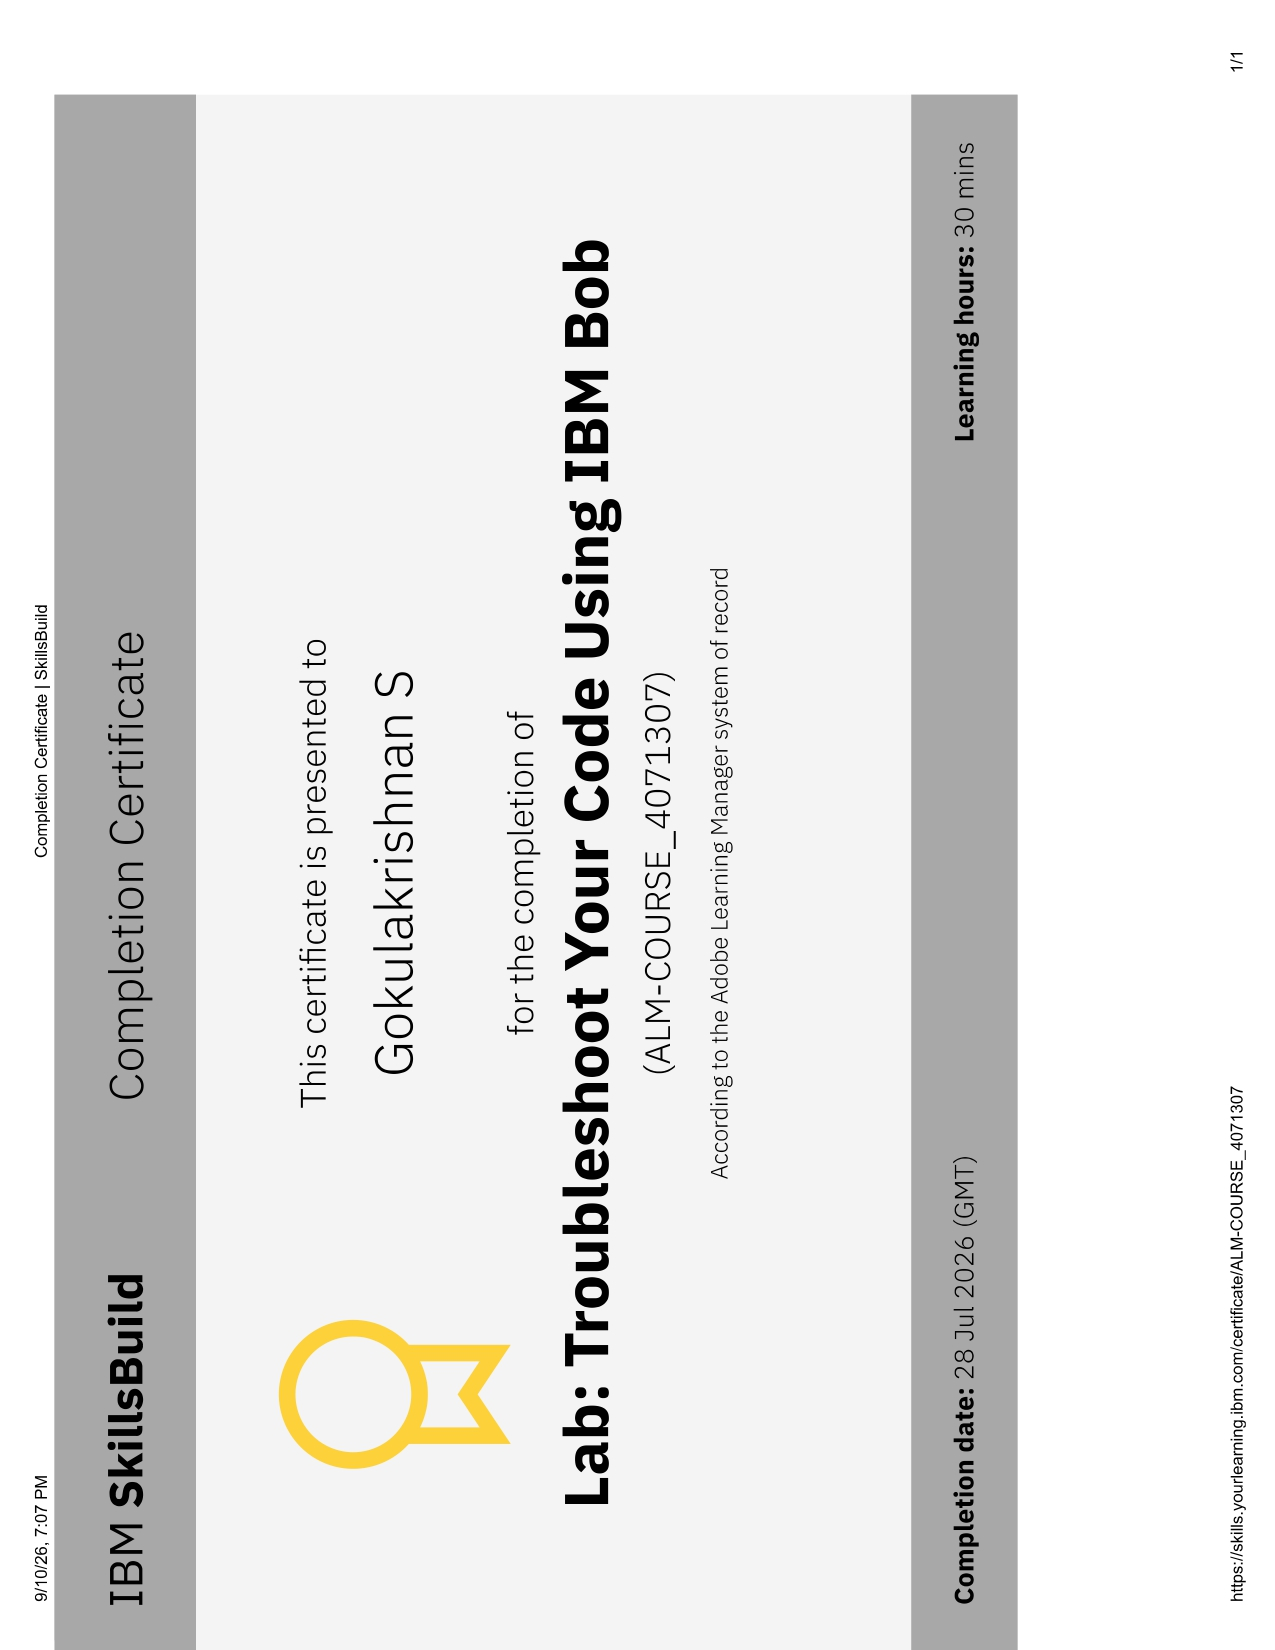 9/10/26, 7:07 PM
Completion Certificate | SkillsBuild
IBM SkillsBuild
Completion Certificate
This certificate is presented to
Gokulakrishnan S
for the completion of
Lab: Troubleshoot Your Code Using IBM Bob
(ALM-COURSE_4071307)
According to the Adobe Learning Manager system of record
Completion date: 28 Jul 2026 (GMT)
Learning hours: 30 mins
https://skills.yourlearning.ibm.com/certificate/ALM-COURSE_4071307
1/1